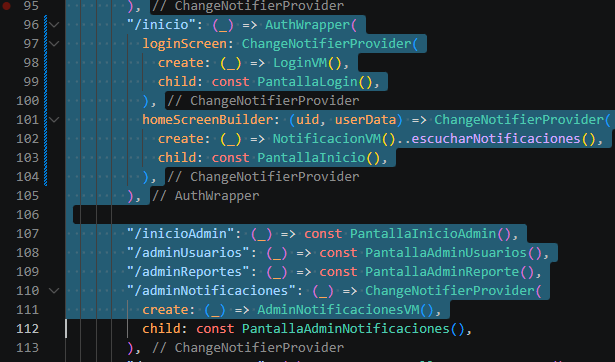 95 ), // ChangeNotifierProvider
96 "/inicio": (_) => AuthWrapper(
97 loginScreen: ChangeNotifierProvider(
98 create: (_) => LoginVM(),
99 child: const PantallaLogin(),
100 ), // ChangeNotifierProvider
101 homeScreenBuilder: (uid, userData) => ChangeNotifierProvider(
102 create: (_) => NotificacionVM()..escucharNotificaciones(),
103 child: const PantallaInicio(),
104 ), // ChangeNotifierProvider
105 ), // AuthWrapper
106
107 "/inicioAdmin": (_) => const PantallaInicioAdmin(),
108 "/adminUsuarios": (_) => const PantallaAdminUsuarios(),
109 "/adminReportes": (_) => const PantallaAdminReporte(),
110 "/adminNotificaciones": (_) => ChangeNotifierProvider(
111 create: (_) => AdminNotificacionesVM(),
112 child: const PantallaAdminNotificaciones(),
113 ), // ChangeNotifierProvider